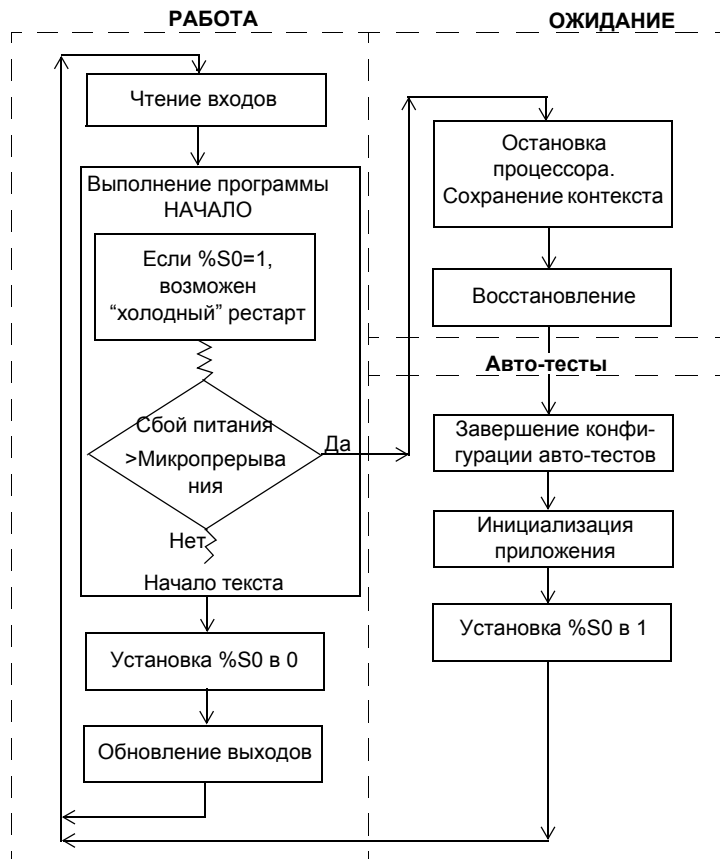 РАБОТА
ОЖИДАНИЕ
Чтение входов
Выполнение программы
НАЧАЛО
Если %S0=1,
возможен
“холодный” рестарт
Сбой питания
>Микропрерыва
ния
Да
Нет
Начало текста
Установка %S0 в 0
Обновление выходов
Остановка
процессора.
Сохранение контекста
Восстановление
Авто-тесты
Завершение конфи-
гурации авто-тестов
Инициализация
приложения
Установка %S0 в 1